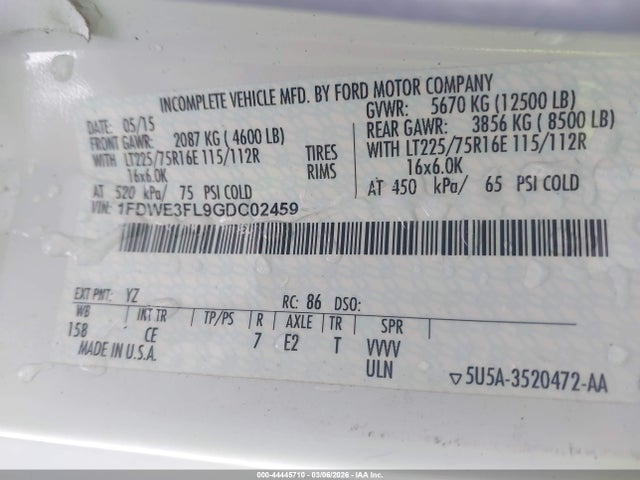 INCOMPLETE VEHICLE MFD. BY FORD MOTOR COMPANY
DATE: 05/15 GVWR: 5670 KG (12500 LB)
FRONT GAWR: 2087 KG (4600 LB) REAR GAWR: 3856 KG (8500 LB)
WITH LT225/75R16E 115/112R TIRES WITH LT225/75R16E 115/112R
16x6.0K RIMS 16x6.0K
AT 520 kPa/ 75 PSI COLD AT 450 kPa/ 65 PSI COLD
VIN: 1FDWE3FL9GDC02459
EXT PNT: YZ RC: 86 DSO:
WB INT TR TP/PS R AXLE TR SPR
158 CE 7 E2 T VVVV
MADE IN U.S.A. ULN
▽5U5A-3520472-AA
000-44445710 - 03/06/2026 - IAAI.COM